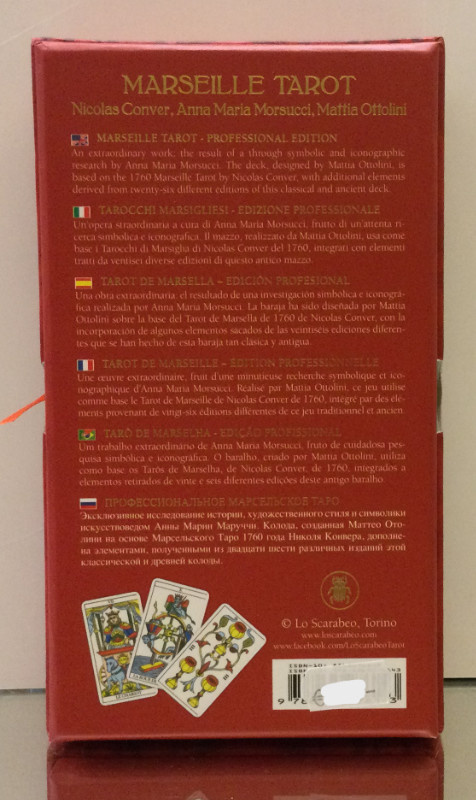 MARSEILLE TAROT
Nicolas Conver, Anna Maria Morsucci, Mattia Ottolini
MARSEILLE TAROT - PROFESSIONAL EDITION
An extraordinary work; the result of a through symbolic and iconographic
research by Anna Maria Morsucci. The deck, designed by Mattia Ottolini, is
based on the 1760 Marseille Tarot by Nicolas Conver, with additional elements
derived from twenty-six different editions of this classical and ancient deck.
TAROCCHI MARSIGLIESI - EDIZIONE PROFESSIONALE
Un'opera straordinaria a cura di Anna Maria Morsucci, frutto di un'attenta ri-
cerca simbolica e iconografica. Il mazzo, realizzato da Mattia Ottolini, usa come
base i Tarocchi di Marsiglia di Nicolas Conver del 1760, integrati con elementi
tratti da ventisei diverse edizioni di questo antico mazzo.
TAROT DE MARSELLA – EDICIÓN PROFESIONAL
Una obra extraordinaria: el resultado de una investigación simbólica e iconográ-
fica realizada por Anna Maria Morsucci. La baraja ha sido diseñada por Mattia
Ottolini sobre la base del Tarot de Marsella de 1760 de Nicolas Conver, con la
incorporación de algunos elementos sacados de las veintiséis ediciones diferen-
tes que se han hecho de esta baraja tan clásica y antigua.
TAROT DE MARSEILLE – ÉDITION PROFESSIONNELLE
Une œuvre extraordinaire, fruit d'une minutieuse recherche symbolique et ico-
nographique d'Anna Maria Morsucci. Réalisé par Mattia Ottolini, ce jeu utilise
comme base le Tarot de Marseille de Nicolas Conver de 1760, intégré par des élé-
ments provenant de vingt-six éditions différentes de ce jeu traditionnel et ancien.
TARÔ DE MARSELHA - EDIÇÃO PROFISSIONAL
Um trabalho extraordinário de Anna Maria Morsucci, fruto de cuidadosa pes-
quisa simbólica e iconográfica. O baralho, criado por Mattia Ottolini, utiliza
como base os Tarôs de Marselha, de Nicolas Conver, de 1760, integrados a
elementos retirados de vinte e seis diferentes edições deste antigo baralho.
ПРОФЕССИОНАЛЬНОЕ МАРСЕЛЬСКОЕ ТАРО
Эксклюзивное исследование истории, художественного стиля и символики
искусствоведом Анны Марии Маруччи. Колода, созданная Маттео Ото-
лини на основе Марсельского Таро 1760 года Николя Конвера, дополне-
на элементами, полученными из двадцати шести различных изданий этой
классической и древней колоды.
© Lo Scarabeo, Torino
www.loscarabeo.com
www.facebook.com/LoScarabeoTarot